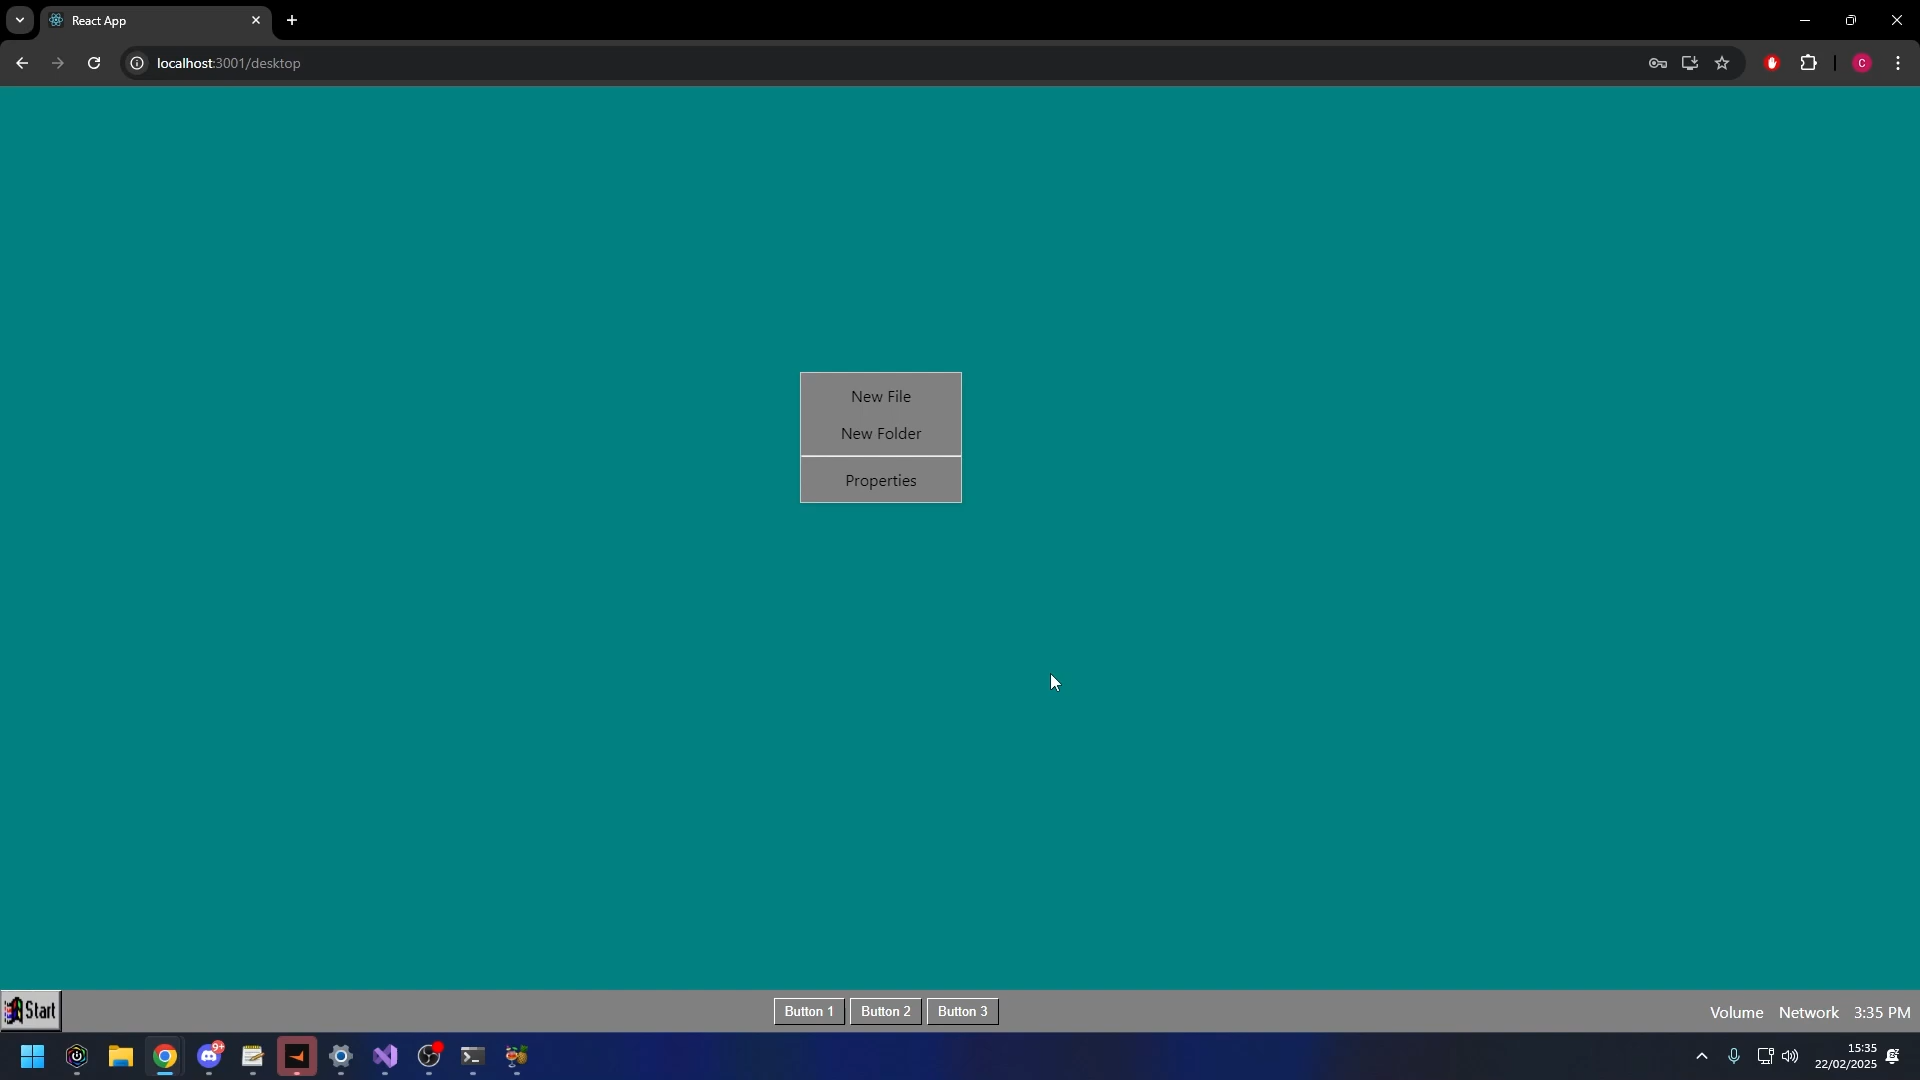 React App
localhost:3001/desktop
C
New File
New Folder
Properties
Start
Button 1
Button 2
Button 3
Volume
Network
3:35 PM
9+
15:35
22/02/2025